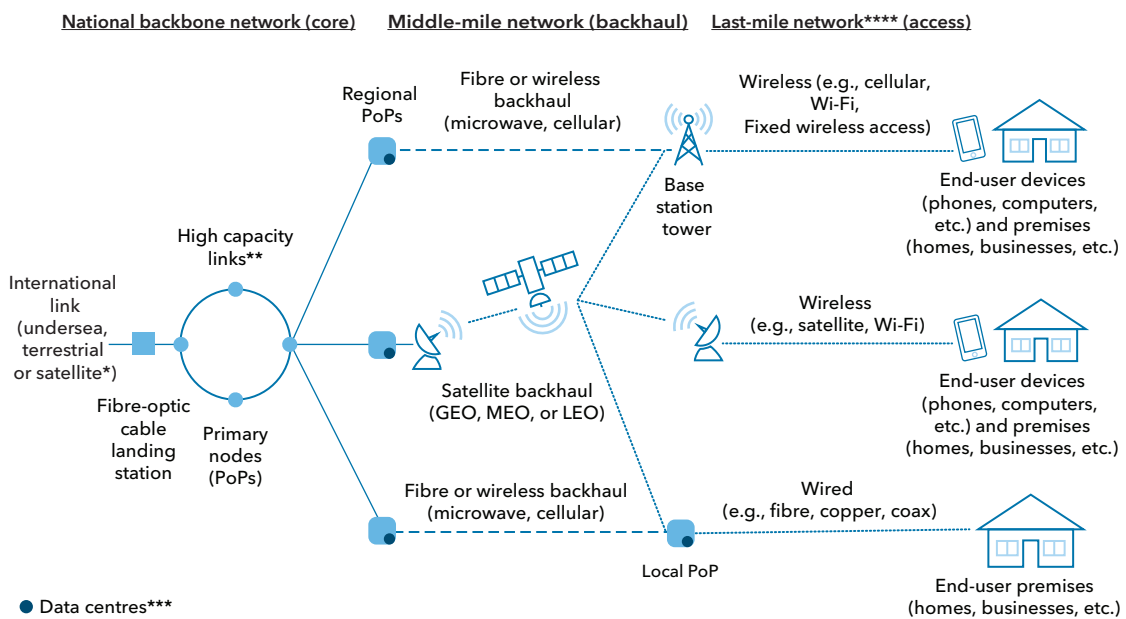 National backbone network (core)
Middle-mile network (backhaul)
Last-mile network**** (access)
Regional
PoPs
Fibre or wireless
backhaul
(microwave, cellular)
Wireless (e.g., cellular,
Wi-Fi,
Fixed wireless access)
Base
station
tower
End-user devices
(phones, computers,
etc.) and premises
(homes, businesses, etc.)
High capacity
links**
International
link
(undersea,
terrestrial
or satellite*)
Fibre-optic
cable
landing
station
Primary
nodes
(PoPs)
Satellite backhaul
(GEO, MEO, or LEO)
Wireless
(e.g., satellite, Wi-Fi)
End-user devices
(phones, computers,
etc.) and premises
(homes, businesses, etc.)
Fibre or wireless backhaul
(microwave, cellular)
Local PoP
Wired
(e.g., fibre, copper, coax)
End-user premises
(homes, businesses, etc.)
Data centres***